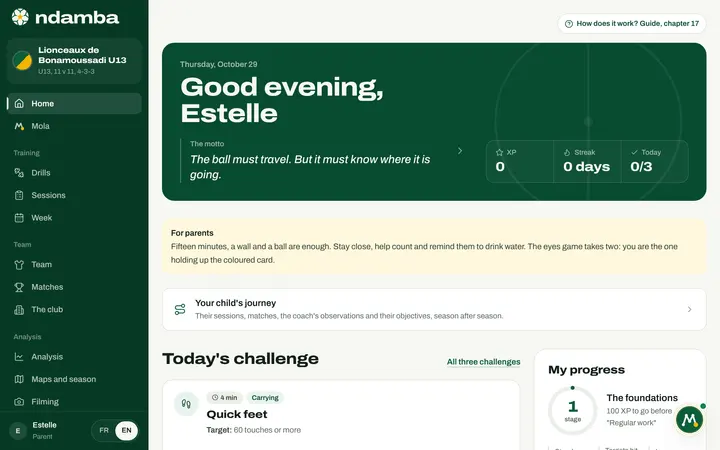 ndamba
Lionceaux de
Bonamoussadi U13
U13, 11 v 11, 4-3-3
Home
Mola
Training
Drills
Sessions
Week
Team
Team
Matches
The club
Analysis
Analysis
Maps and season
Filming
E
Estelle
Parent
FR
EN
How does it work? Guide, chapter 17
Thursday, October 29
Good evening,
Estelle
The motto
The ball must travel. But it must know where it is
going.
XP
0
Streak
0 days
Today
0/3
For parents
Fifteen minutes, a wall and a ball are enough. Stay close, help count and remind them to drink water. The eyes game takes two: you are the one
holding up the coloured card.
Your child's journey
Their sessions, matches, the coach's observations and their objectives, season after season.
Today's challenge
All three challenges
4 min
Carrying
Quick feet
Target: 60 touches or more
My progress
1
stage
The foundations
100 XP to go before
"Regular work"